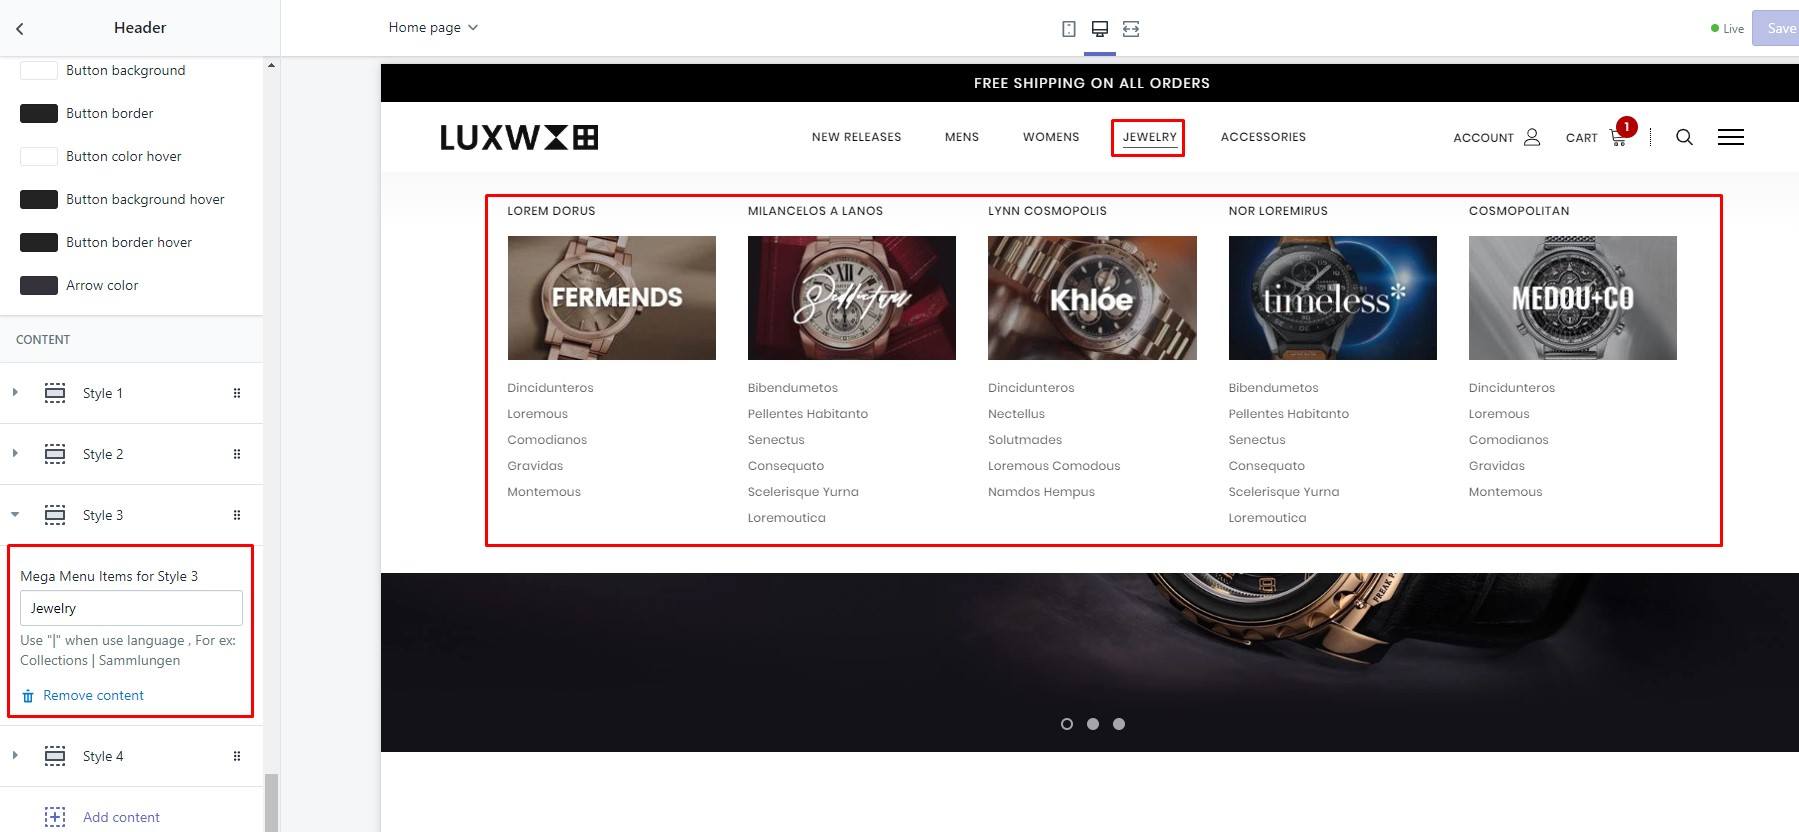 Header
Home page
Live
Save
Button background
Button border
Button color hover
Button background hover
Button border hover
Arrow color
CONTENT
Style 1
Style 2
Style 3
Mega Menu Items for Style 3
Jewelry
Use "|" when use language , For ex:
Collections | Sammlungen
Remove content
Style 4
Add content
FREE SHIPPING ON ALL ORDERS
LUXW
NEW RELEASES
MENS
WOMENS
JEWELRY
ACCESSORIES
ACCOUNT
CART
1
LOREM DORUS
FERMENDS
Dincidunteros
Loremous
Comodianos
Gravidas
Montemous
MILANCELOS A LANOS
Bibendumetos
Pellentes Habitanto
Senectus
Consequato
Scelerisque Yurna
Loremoutica
LYNN COSMOPOLIS
Khlóe
Dincidunteros
Nectellus
Solutmades
Loremous Comodous
Namdos Hempus
NOR LOREMIRUS
timeless*
Bibendumetos
Pellentes Habitanto
Senectus
Consequato
Scelerisque Yurna
Loremoutica
COSMOPOLITAN
MEDOU+CO
Dincidunteros
Loremous
Comodianos
Gravidas
Montemous